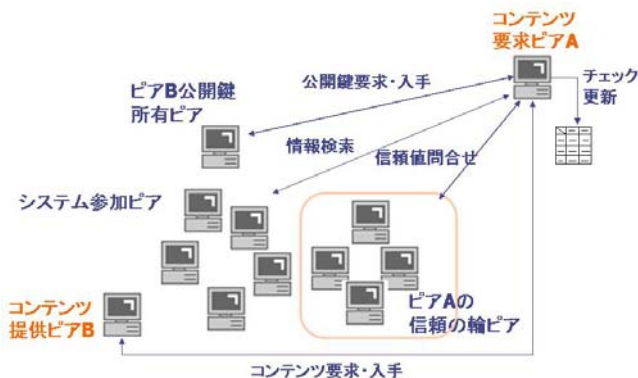 コンテンツ
要求ピアA
公開鍵要求・入手
チェック
更新
ピアB公開鍵
所有ピア
情報検索
信頼値問合せ
システム参加ピア
コンテンツ
提供ピアB
ピアAの
信頼の輪ピア
コンテンツ要求・入手